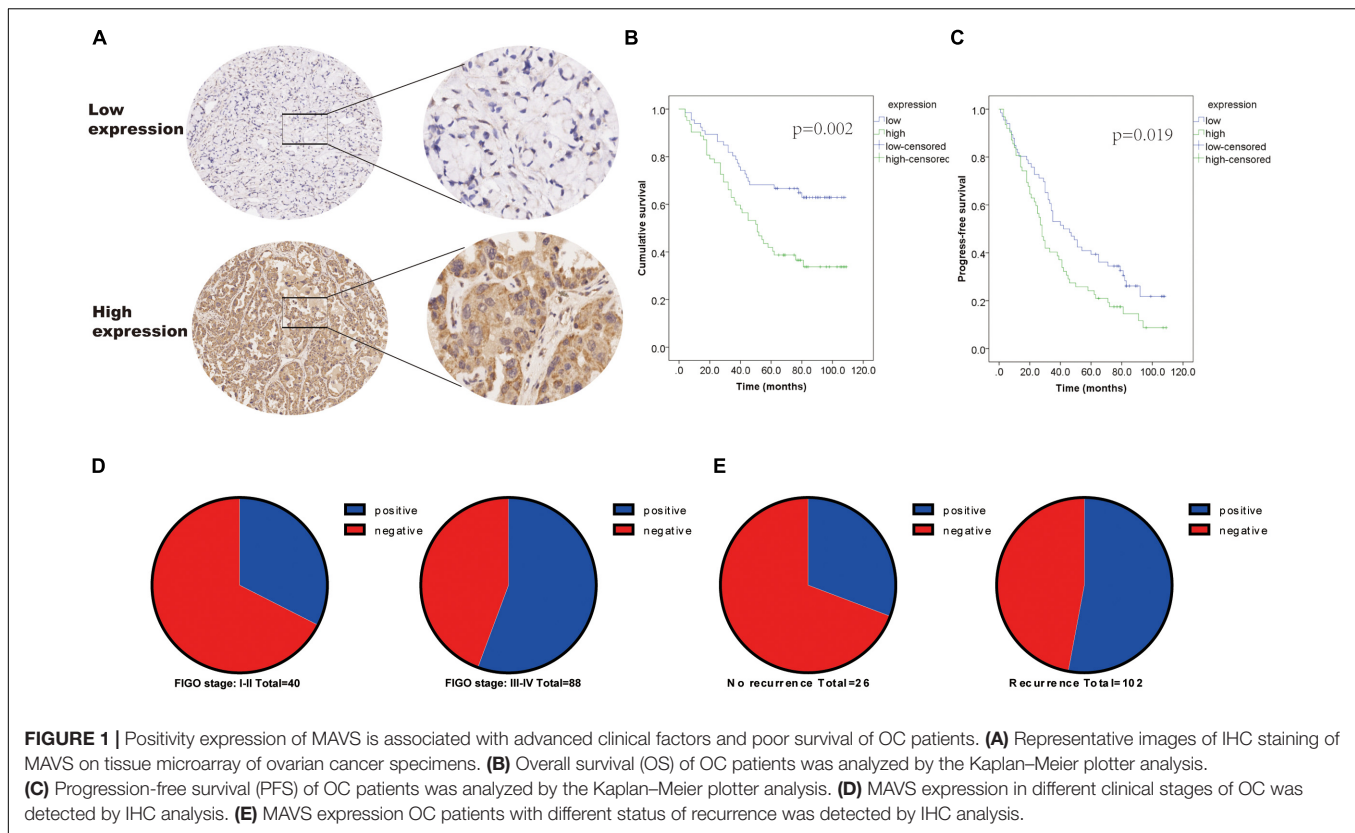 A
Low
expression
High
expression
B
Cumulative survival
1.0
0.8
0.6
0.4
0.2
0.0
p=0.002
expression
low
high
low-censored
high-censored
.0 20.0 40.0 60.0 80.0 100.0 120.0
Time (months)
C
Progress-free survival
1.0
0.8
0.6
0.4
0.2
0.0
p=0.019
expression
low
high
low-censored
high-censored
.0 20.0 40.0 60.0 80.0 100.0 120.0
Time (months)
D
positive
negative
FIGO stage: I-II Total=40
positive
negative
FIGO stage: III-IV Total=88
E
positive
negative
No recurrence Total=26
positive
negative
Recurrence Total=102
FIGURE 1 | Positivity expression of MAVS is associated with advanced clinical factors and poor survival of OC patients. (A) Representative images of IHC staining of
MAVS on tissue microarray of ovarian cancer specimens. (B) Overall survival (OS) of OC patients was analyzed by the Kaplan–Meier plotter analysis.
(C) Progression-free survival (PFS) of OC patients was analyzed by the Kaplan–Meier plotter analysis. (D) MAVS expression in different clinical stages of OC was
detected by IHC analysis. (E) MAVS expression OC patients with different status of recurrence was detected by IHC analysis.